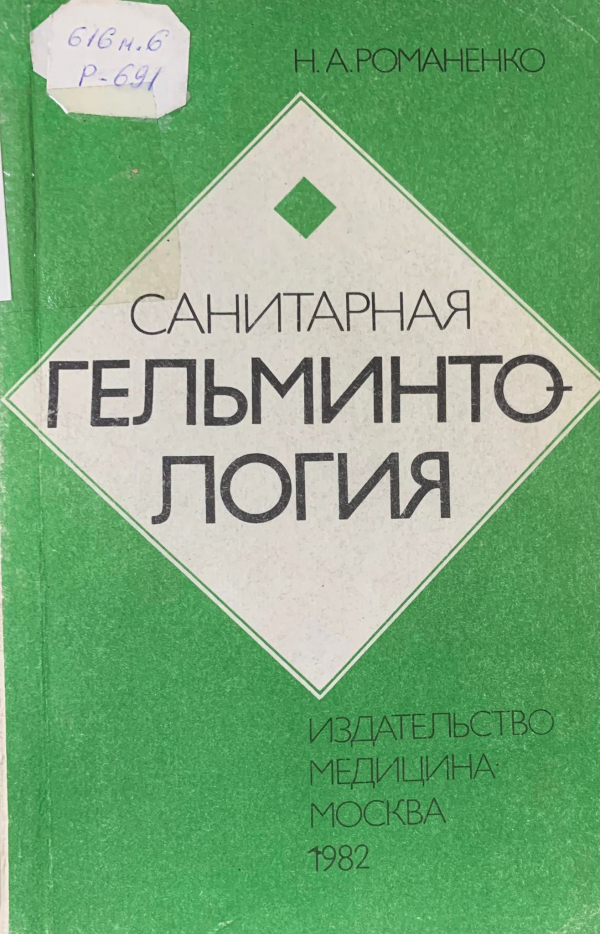 616н.6
Р-691
Н.А.РОМАНЕНКО
САНИТАРНАЯ
ГЕЛЬМИНТО-
ЛОГИЯ
ИЗДАТЕЛЬСТВО
МЕДИЦИНА·
МОСКВА
1982